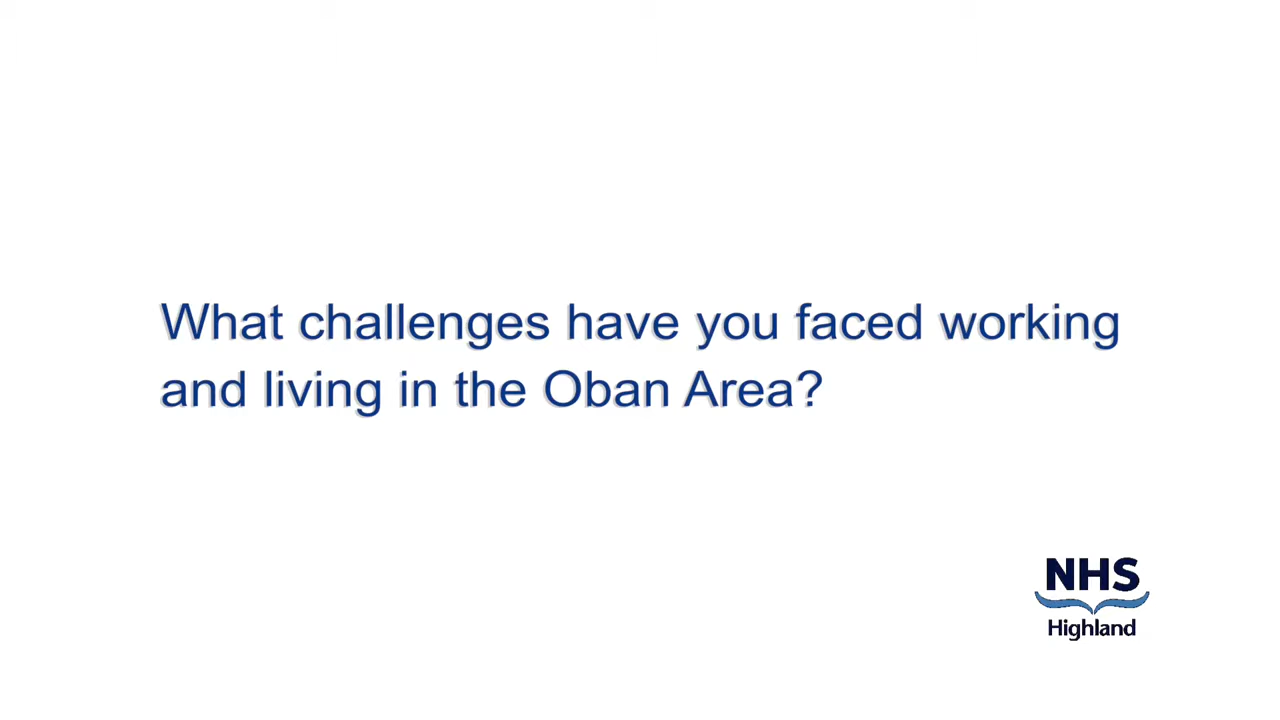 What challenges have you faced working
and living in the Oban Area?
NHS
Highland